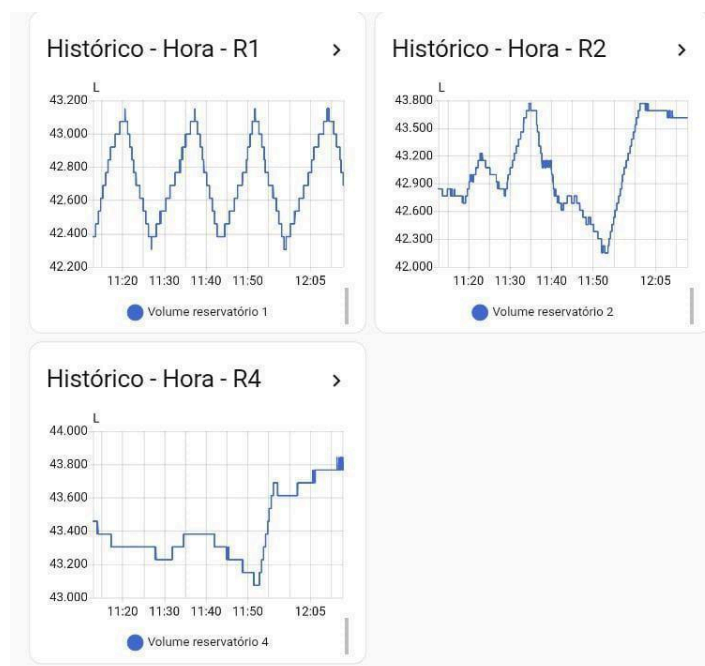 Histórico - Hora - R1 >
L
43.200
43.000
42.800
42.600
42.400
42.200
11:20 11:30 11:40 11:50 12:05
Volume reservatório 1
Histórico - Hora - R2 >
L
43.800
43.500
43.200
42.900
42.600
42.300
42.000
11:20 11:30 11:40 11:50 12:05
Volume reservatório 2
Histórico - Hora - R4 >
L
44.000
43.800
43.600
43.400
43.200
43.000
11:20 11:30 11:40 11:50 12:05
Volume reservatório 4